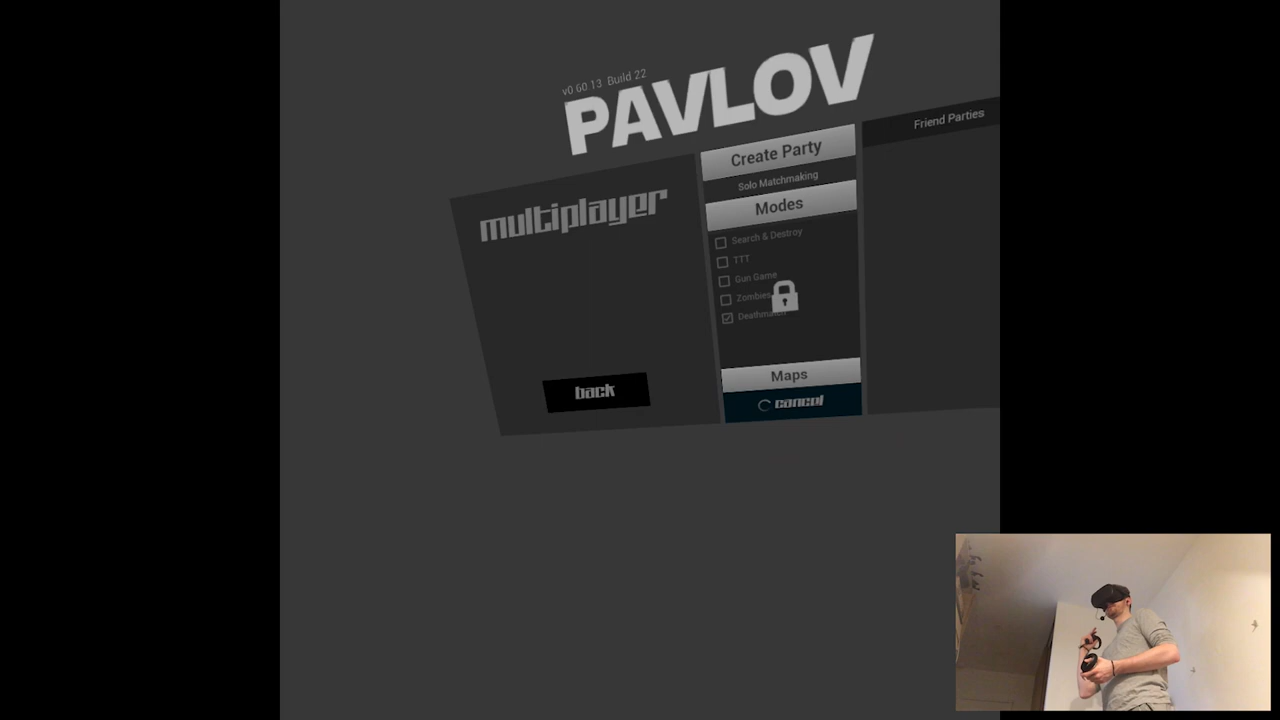 v0 60 13 Build 22
PAVLOV
Friend Parties
Create Party
Solo Matchmaking
multiplayer
Modes
Search & Destroy
TTT
Gun Game
Zombies
Deathmatch
Maps
back
cancel